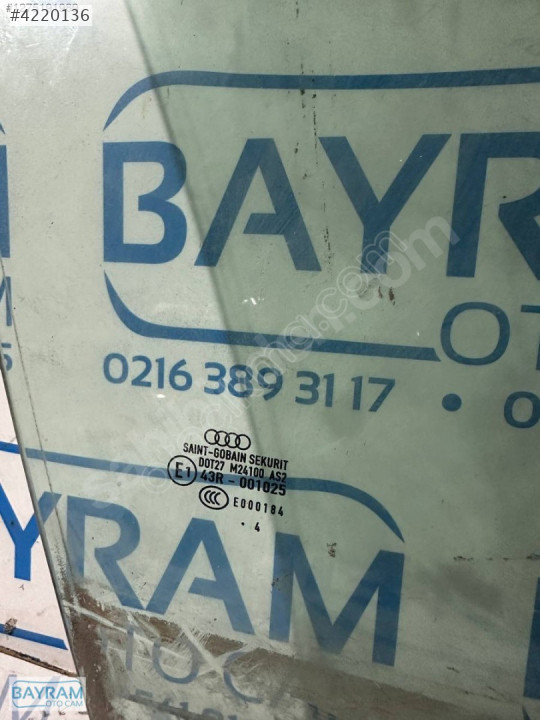 #4220136
BAYR
OT
0216 389 31 17 •
SAINT-GOBAIN SEKURIT
DOT27 M24100 AS2
E1 43R - 001025
CCC E000184
. 4
YRAM
BAYRAM
OTO CAM